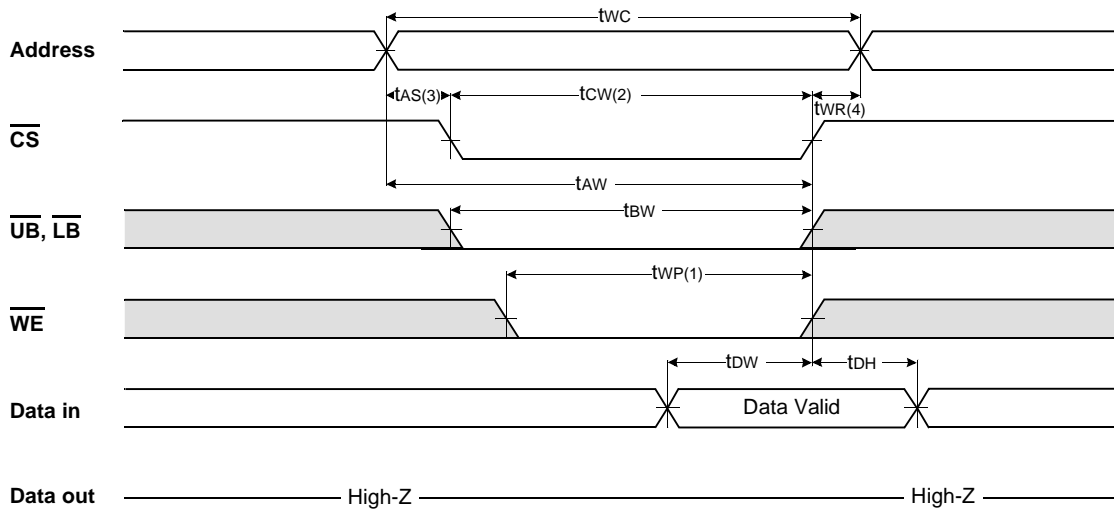 tWC
Address
tAS(3)
tCW(2)
tWR(4)
CS
tAW
UB, LB
tBW
tWP(1)
WE
tDW
tDH
Data in
Data Valid
Data out
High-Z
High-Z